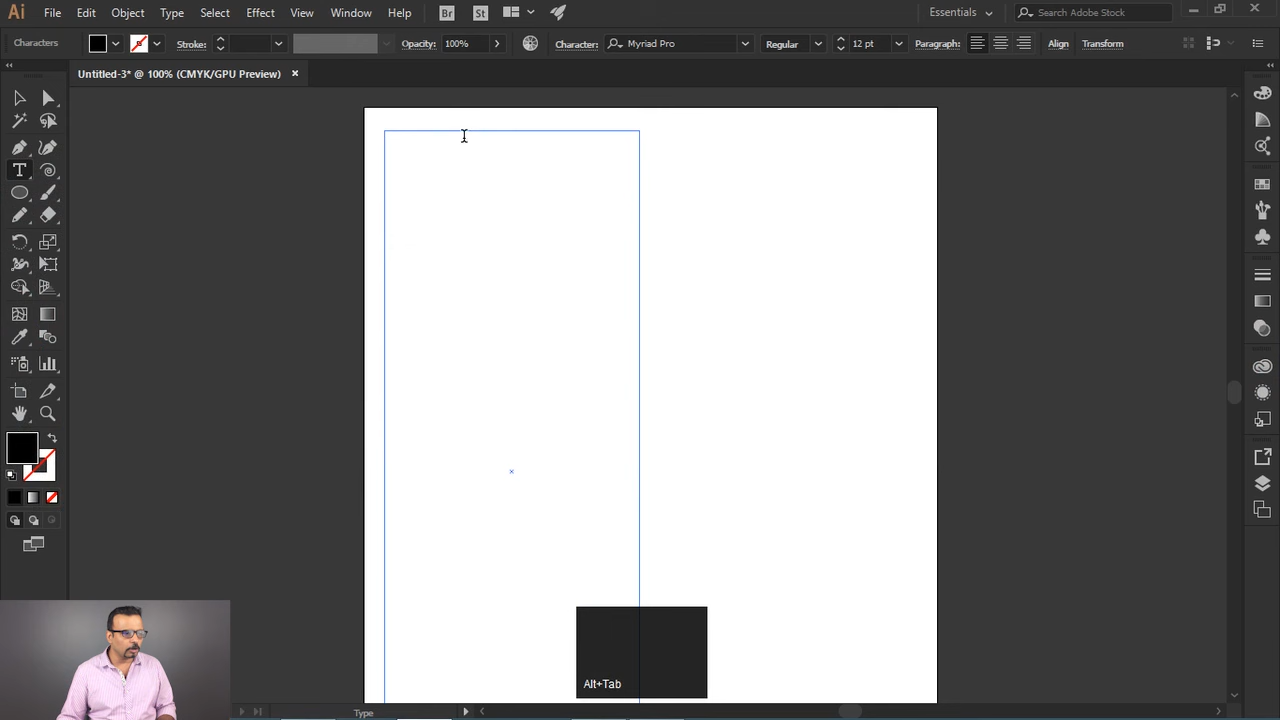 Ai File Edit Object Type Select Effect View Window Help Br St Essentials Search Adobe Stock
Characters Stroke: Opacity: 100% Character: Myriad Pro Regular 12 pt Paragraph: Align Transform
Untitled-3* @ 100% (CMYK/GPU Preview)
T
Alt+Tab
Type